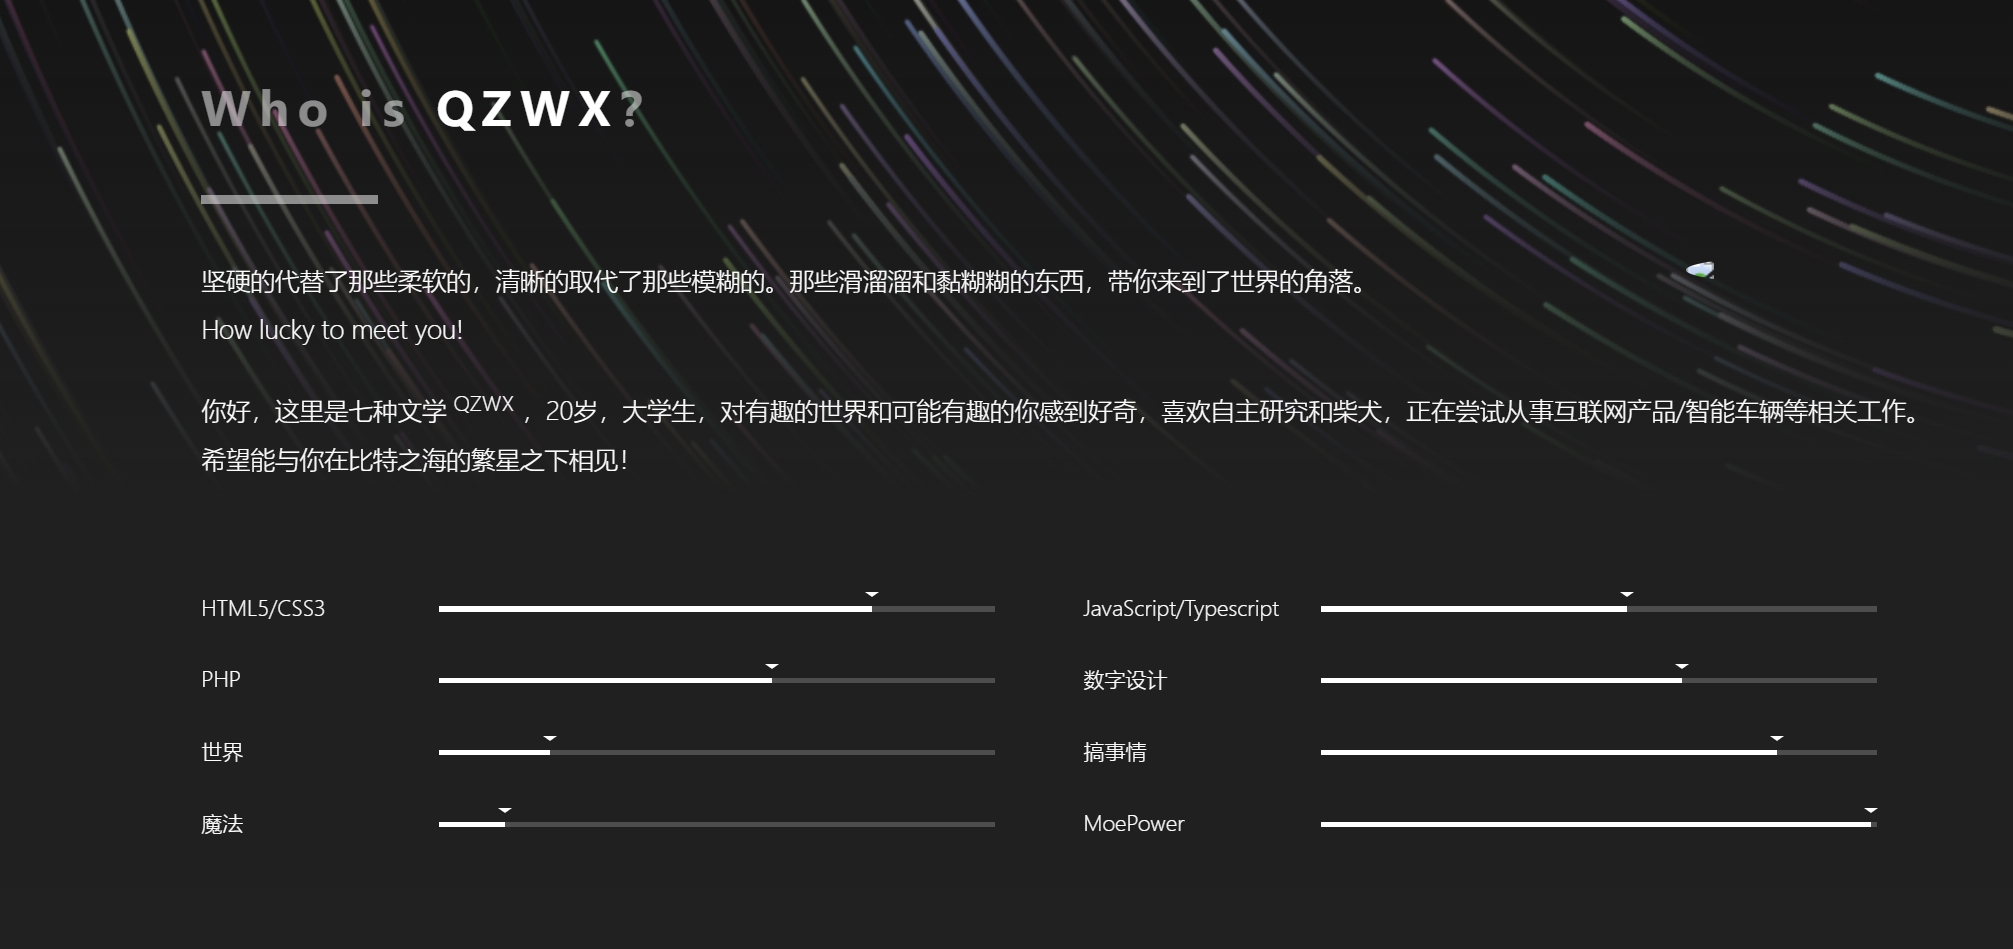 Who is QZWX?
坚硬的代替了那些柔软的，清晰的取代了那些模糊的。那些滑溜溜和黏糊糊的东西，带你来到了世界的角落。
How lucky to meet you!
你好，这里是七种文学 QZWX ，20岁，大学生，对有趣的世界和可能有趣的你感到好奇，喜欢自主研究和柴犬，正在尝试从事互联网产品/智能车辆等相关工作。
希望能与你在比特之海的繁星之下相见！
HTML5/CSS3
JavaScript/Typescript
PHP
数字设计
世界
搞事情
魔法
MoePower